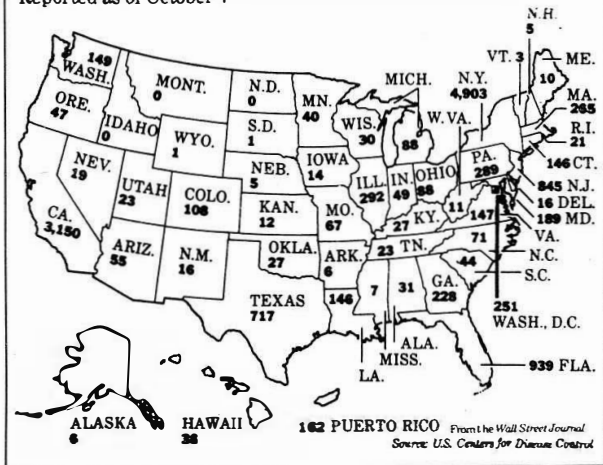 Reported as of October
N.H.
5
VT. 3
ME.
10
149
WASH.
MONT.
0
N.D.
0
MN.
40
MICH.
88
N.Y.
4,903
W.VA.
MA.
265
R.I.
21
ORE.
47
IDAHO
0
WYO.
1
S.D.
1
WIS.
30
PA.
289
146 CT.
NEV.
19
NEB.
5
IOWA
14
ILL.
292
IN.
49
OHIO
88
845 N.J.
16 DEL.
189 MD.
UTAH
23
COLO.
108
KAN.
12
MO.
67
27 KY.
11
147
VA.
CA.
3,150
ARIZ.
55
N.M.
16
OKLA.
27
ARK.
6
23 TN.
71
N.C.
44
S.C.
TEXAS
717
146
7
31
GA.
228
251
WASH., D.C.
ALA.
MISS.
LA.
939 FLA.
ALASKA
6
HAWAII
38
162 PUERTO RICO
From the Wall Street Journal
Source: U.S. Centers for Disease Control